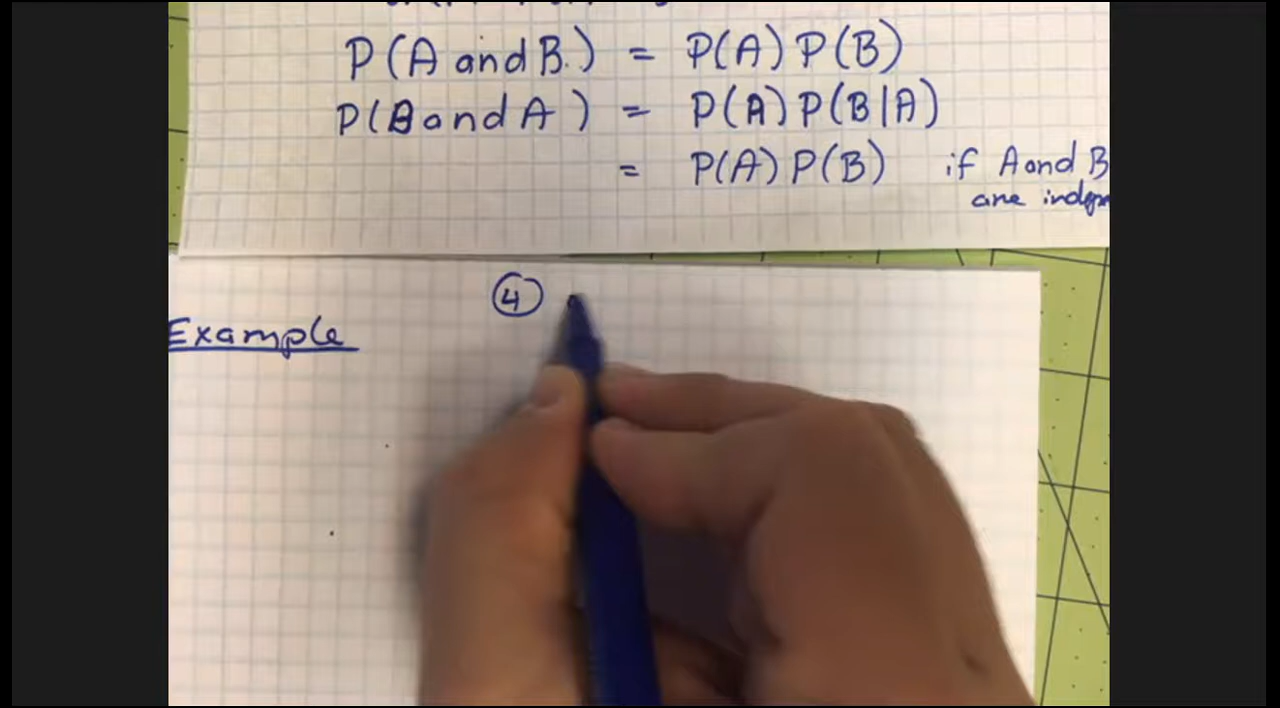 P(A and B.) = P(A) P(B)
P(B and A) = P(A) P(B|A)
= P(A) P(B) if A and B
are
Example
4